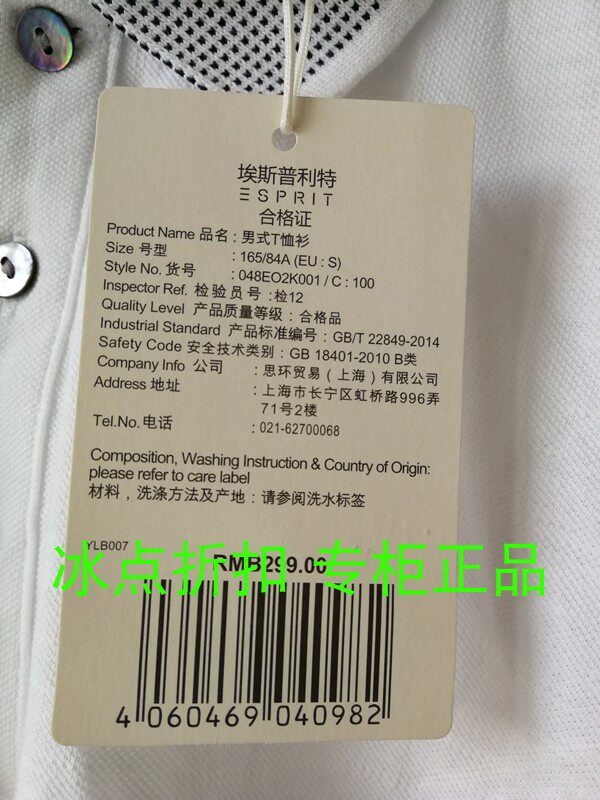 埃斯普利特
ESPRIT
合格证
Product Name 品名 : 男式T恤衫
Size 号型 : 165/84A (EU : S)
Style No. 货号 : 048EO2K001 / C : 100
Inspector Ref. 检验员号 : 检12
Quality Level 产品质量等级 : 合格品
Industrial Standard 产品标准编号 : GB/T 22849-2014
Safety Code 安全技术类别 : GB 18401-2010 B类
Company Info 公司 : 思环贸易（上海）有限公司
Address 地址 : 上海市长宁区虹桥路996弄
71号2楼
Tel.No. 电话 : 021-62700068
Composition, Washing Instruction & Country of Origin:
please refer to care label
材料，洗涤方法及产地：请参阅洗水标签
YLB007
RMB299.00
冰点折扣 专柜正品
4 060469 040982